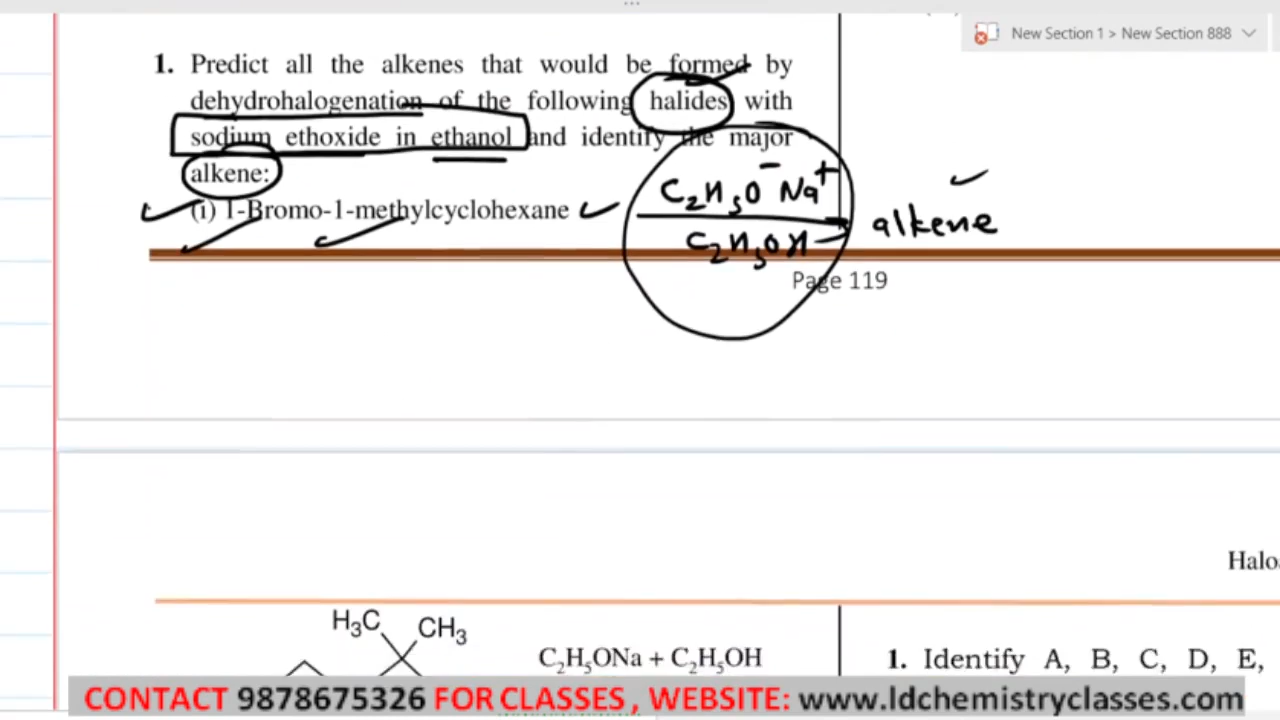 New Section 1 > New Section 888
1. Predict all the alkenes that would be formed by
dehydrohalogenation of the following halides with
sodium ethoxide in ethanol and identify the major
alkene:
(i) 1-Bromo-1-methylcyclohexane
C₂H₅O⁻Na⁺
C₂H₅OH
alkene
Page 119
Halo
H₃C CH₃
C₂H₅ONa + C₂H₅OH
1. Identify A, B, C, D, E,
CONTACT 9878675326 FOR CLASSES , WEBSITE: www.ldchemistryclasses.com